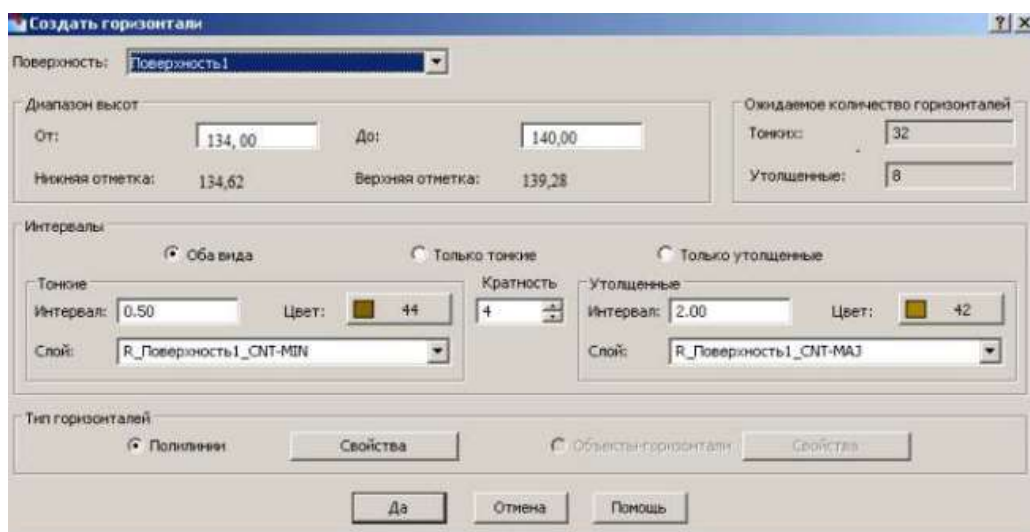 Создать горизонтали
Поверхность: Поверхность1
Диапазон высот
От: 134, 00 До: 140,00
Нижняя отметка: 134,62 Верхняя отметка: 139,28
Ожидаемое количество горизонталей
Тонких: 32
Утолщенные: 8
Интервалы
Оба вида Только тонкие Только утолщенные
Тонкие
Интервал: 0.50 Цвет: 44
Слой: R_Поверхность1_CNT-MIN
Кратность
4
Утолщенные
Интервал: 2.00 Цвет: 42
Слой: R_Поверхность1_CNT-MAJ
Тип горизонталей
Полилинии Свойства Объекты-горизонтали Свойства
Да Отмена Помощь